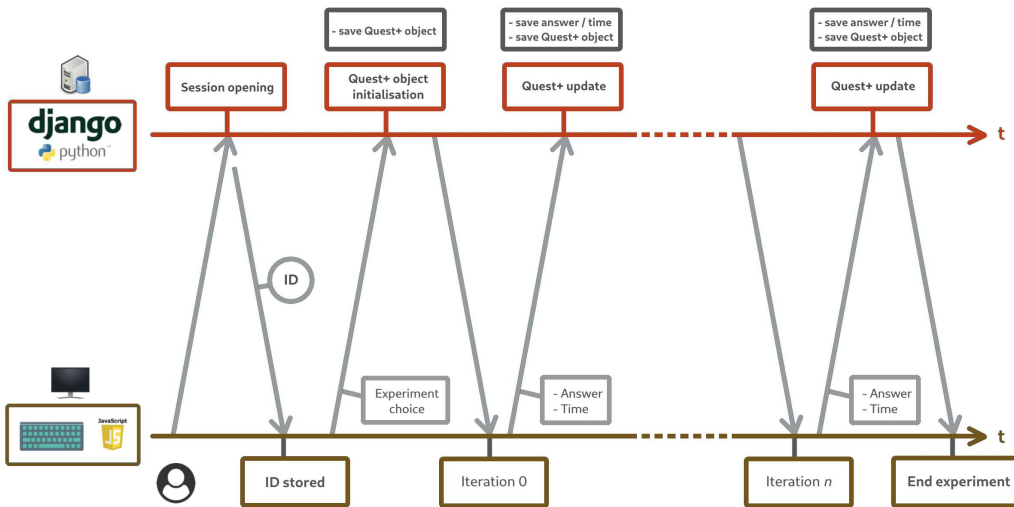 - save Quest+ object
- save answer / time
- save Quest+ object
- save answer / time
- save Quest+ object
Session opening
Quest+ object
initialisation
Quest+ update
Quest+ update
django
python™
t
ID
Experiment
choice
- Answer
- Time
- Answer
- Time
JavaScript
JS
t
ID stored
Iteration 0
Iteration n
End experiment